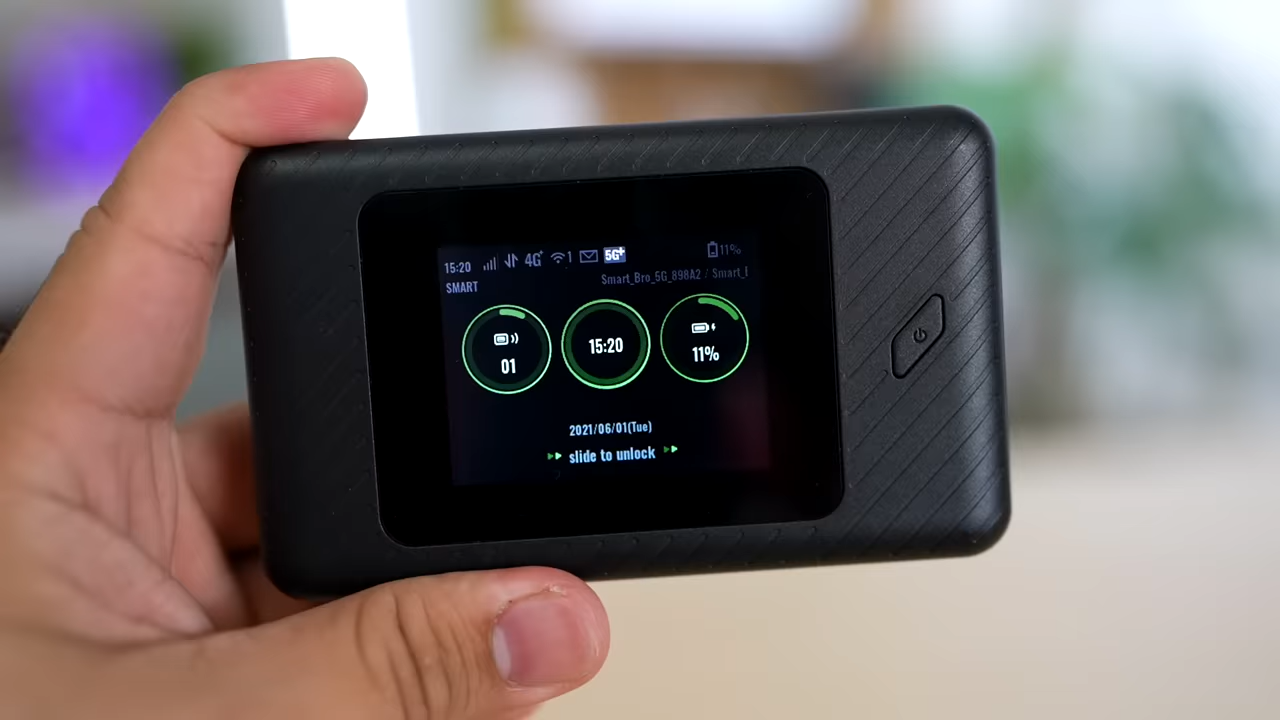 15:20 4G+ 1 5G+ 11%
SMART Smart_Bro_5G_898A2 / Smart_
01 15:20 11%
2021/06/01(Tue)
slide to unlock